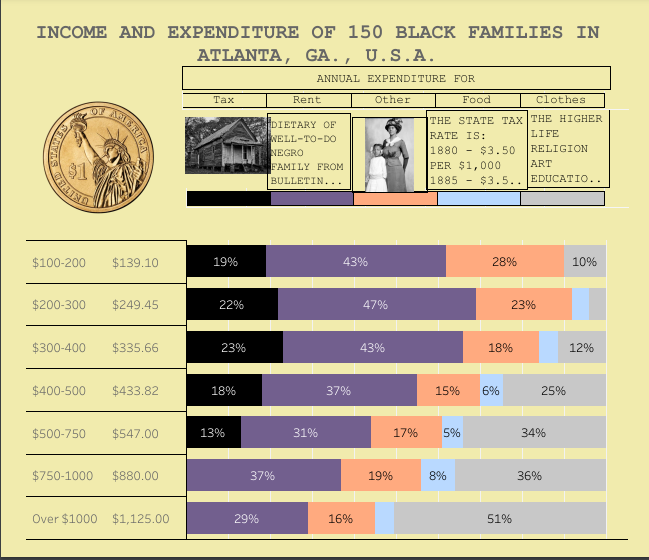 INCOME AND EXPENDITURE OF 150 BLACK FAMILIES IN
ATLANTA, GA., U.S.A.
ANNUAL EXPENDITURE FOR
Tax Rent Other Food Clothes
UNITED STATES OF AMERICA
$1
DIETARY OF
WELL-TO-DO
NEGRO
FAMILY FROM
BULLETIN...
THE STATE TAX
RATE IS:
1880 - $3.50
PER $1,000
1885 - $3.5..
THE HIGHER
LIFE
RELIGION
ART
EDUCATIO..
$100-200 $139.10 19% 43% 28% 10%
$200-300 $249.45 22% 47% 23%
$300-400 $335.66 23% 43% 18% 12%
$400-500 $433.82 18% 37% 15% 6% 25%
$500-750 $547.00 13% 31% 17% 5% 34%
$750-1000 $880.00 37% 19% 8% 36%
Over $1000 $1,125.00 29% 16% 51%